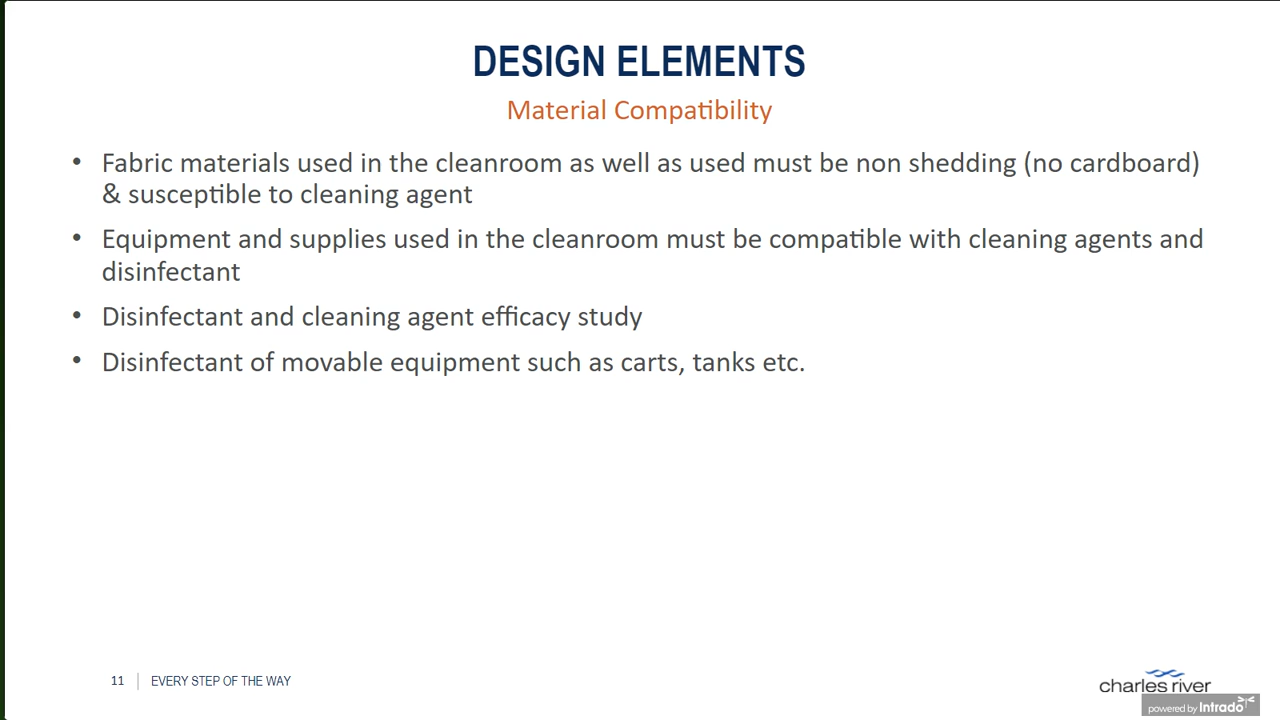 DESIGN ELEMENTS
Material Compatibility
• Fabric materials used in the cleanroom as well as used must be non shedding (no cardboard)
& susceptible to cleaning agent
• Equipment and supplies used in the cleanroom must be compatible with cleaning agents and
disinfectant
• Disinfectant and cleaning agent efficacy study
• Disinfectant of movable equipment such as carts, tanks etc.
11 | EVERY STEP OF THE WAY
charles river
powered by Intrado